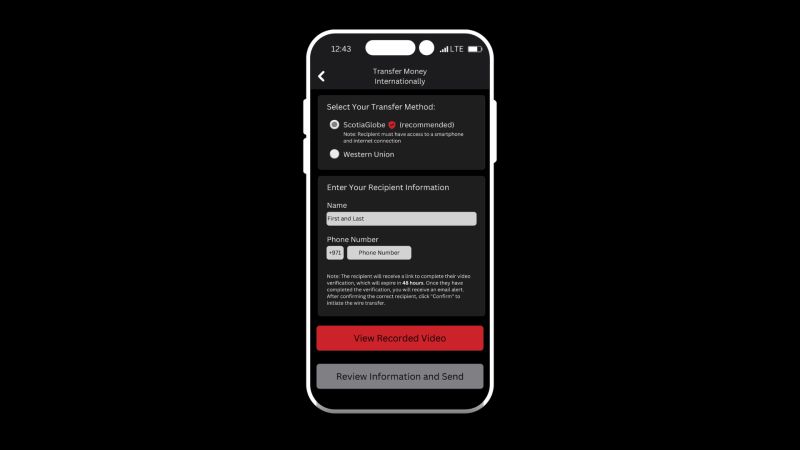 12:43
LTE
Transfer Money
Internationally
Select Your Transfer Method:
ScotiaGlobe (recommended)
Note: Recipient must have access to a smartphone
and internet connection
Western Union
Enter Your Recipient Information
Name
First and Last
Phone Number
+971 Phone Number
Note: The recipient will receive a link to complete their video
verification, which will expire in 48 hours. Once they have
completed the verification, you will receive an email alert.
After confirming the correct recipient, click "Confirm" to
initiate the wire transfer.
View Recorded Video
Review Information and Send